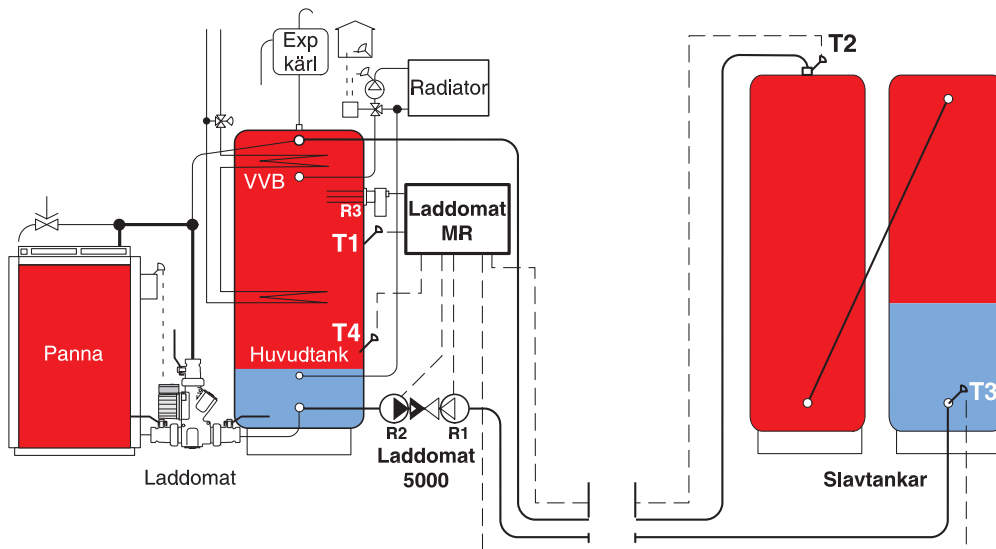 Exp
kärl
T2
Radiator
VVB
R3
Laddomat
MR
T1
T4
Panna
Huvudtank
T3
R2
R1
Laddomat
Laddomat
5000
Slavtankar